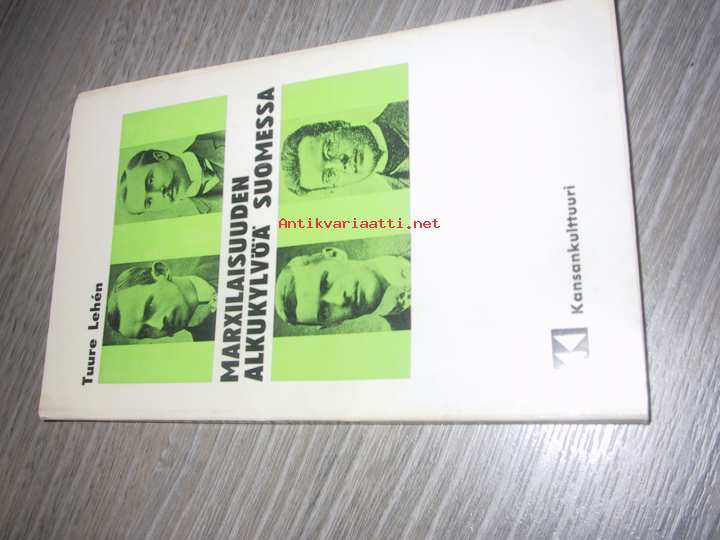 Tuure Lehén
MARXILAISUUDEN
ALKUKYLVÖÄ SUOMESSA
Kansankulttuuri
Antikvariaatti.net